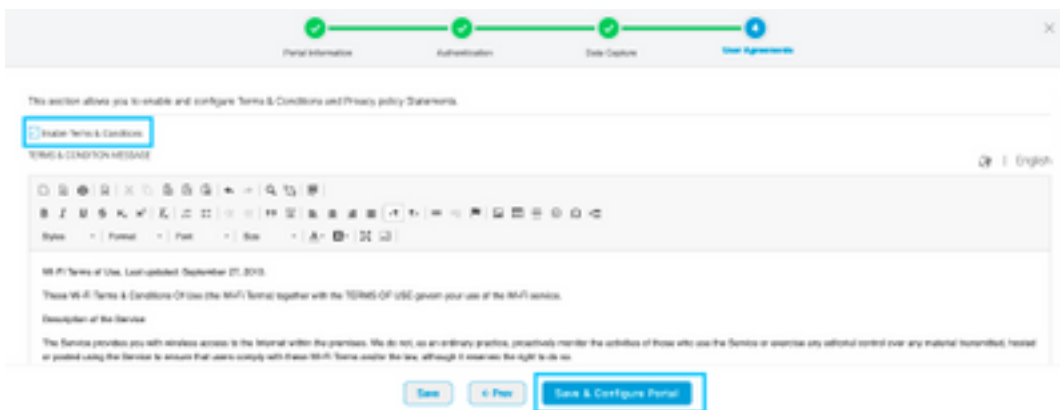 4
Portal Information
Authentication
Data Capture
User Agreements
This section allows you to enable and configure Terms & Conditions and Privacy policy Statements.
Enable Terms & Conditions
TERMS & CONDITION MESSAGE
English
Styles Format Font Size
Wi-Fi Terms of Use, Last updated: September 27, 2013.
These Wi-Fi Terms & Conditions Of Use (the Wi-Fi Terms) together with the TERMS OF USE govern your use of the Wi-Fi service.
Description of the Service
The Service provides you with wireless access to the Internet within the premises. We do not, as an ordinary practice, proactively monitor the activities of those who use the Service or exercise any editorial control over any material transmitted, hosted
or posted using the Service to ensure that users comply with these Wi-Fi Terms and/or the law, although it reserves the right to do so.
Save
< Prev
Save & Configure Portal